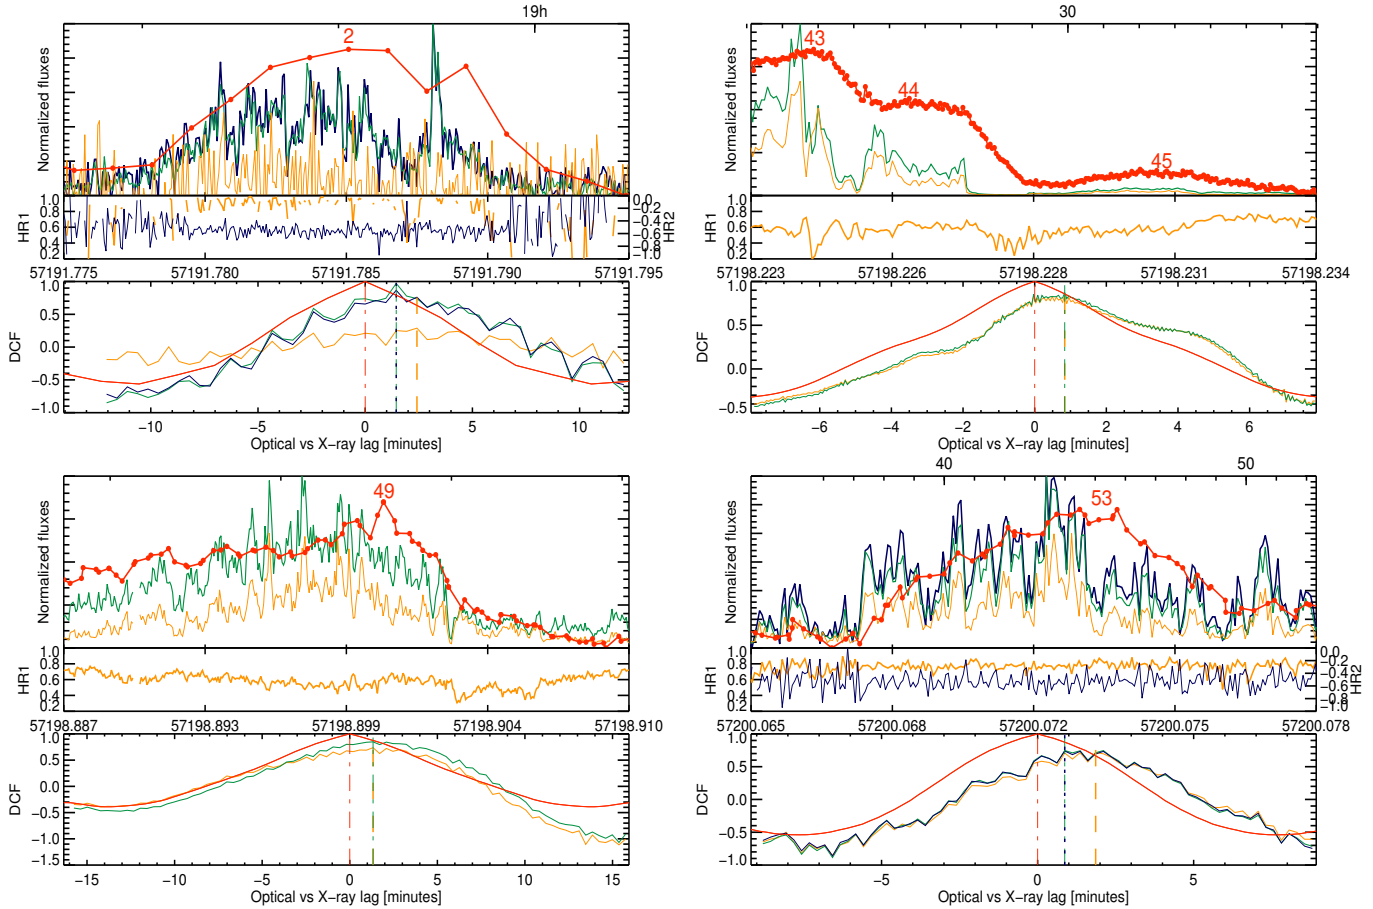 19h
2
Normalized fluxes
1.0
0.8
0.6
0.4
0.2
HR1
0.0
−0.2
−0.4
−0.6
−0.8
−1.0
HR2
57191.775 57191.780 57191.785 57191.790 57191.795
1.0
0.5
0.0
−0.5
−1.0
DCF
−10 −5 0 5 10
Optical vs X−ray lag [minutes]
30
43
44
45
Normalized fluxes
1.0
0.8
0.6
0.4
0.2
HR1
57198.223 57198.226 57198.228 57198.231 57198.234
1.0
0.5
0.0
−0.5
DCF
−6 −4 −2 0 2 4 6
Optical vs X−ray lag [minutes]
49
Normalized fluxes
1.0
0.8
0.6
0.4
0.2
HR1
57198.887 57198.893 57198.899 57198.904 57198.910
1.0
0.5
0.0
−0.5
−1.0
−1.5
DCF
−15 −10 −5 0 5 10 15
Optical vs X−ray lag [minutes]
40 50
53
Normalized fluxes
1.0
0.8
0.6
0.4
0.2
HR1
0.0
−0.2
−0.4
−0.6
−0.8
−1.0
HR2
57200.065 57200.068 57200.072 57200.075 57200.078
1.0
0.5
0.0
−0.5
−1.0
DCF
−5 0 5
Optical vs X−ray lag [minutes]